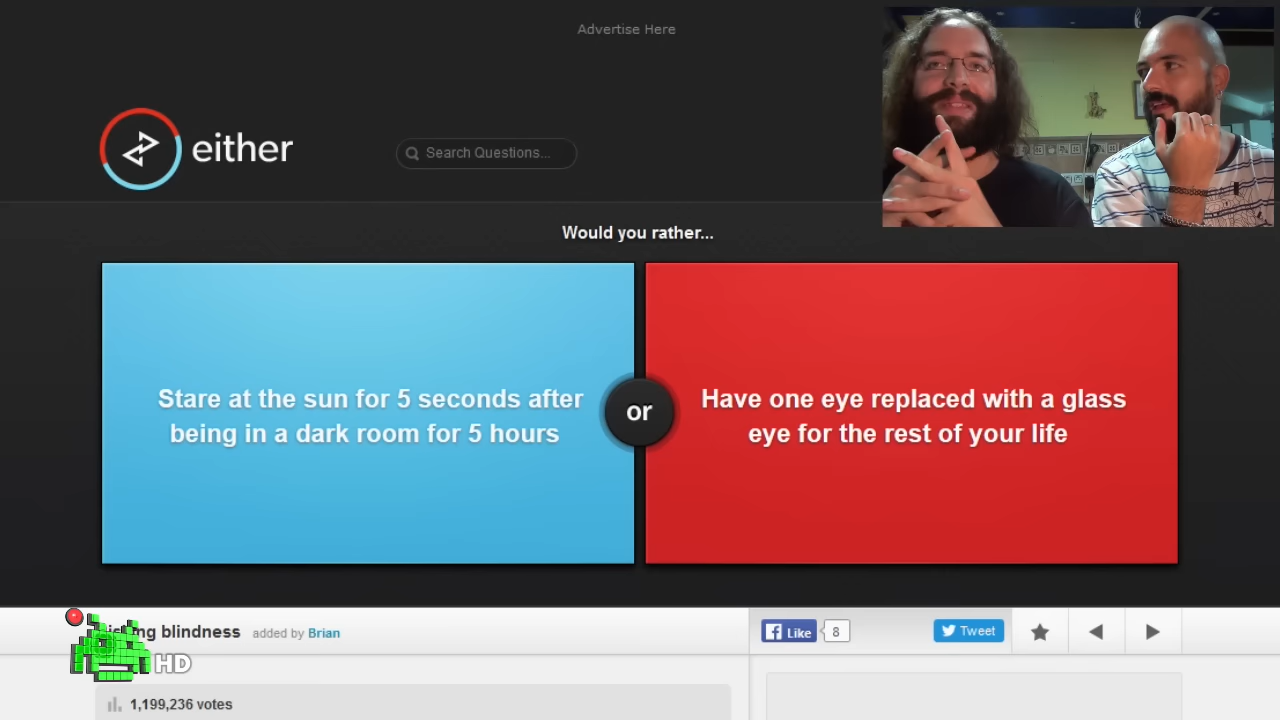 Advertise Here
either
Search Questions...
Would you rather...
Stare at the sun for 5 seconds after
being in a dark room for 5 hours
or
Have one eye replaced with a glass
eye for the rest of your life
blindness added by Brian
Like 8
Tweet
HD
1,199,236 votes